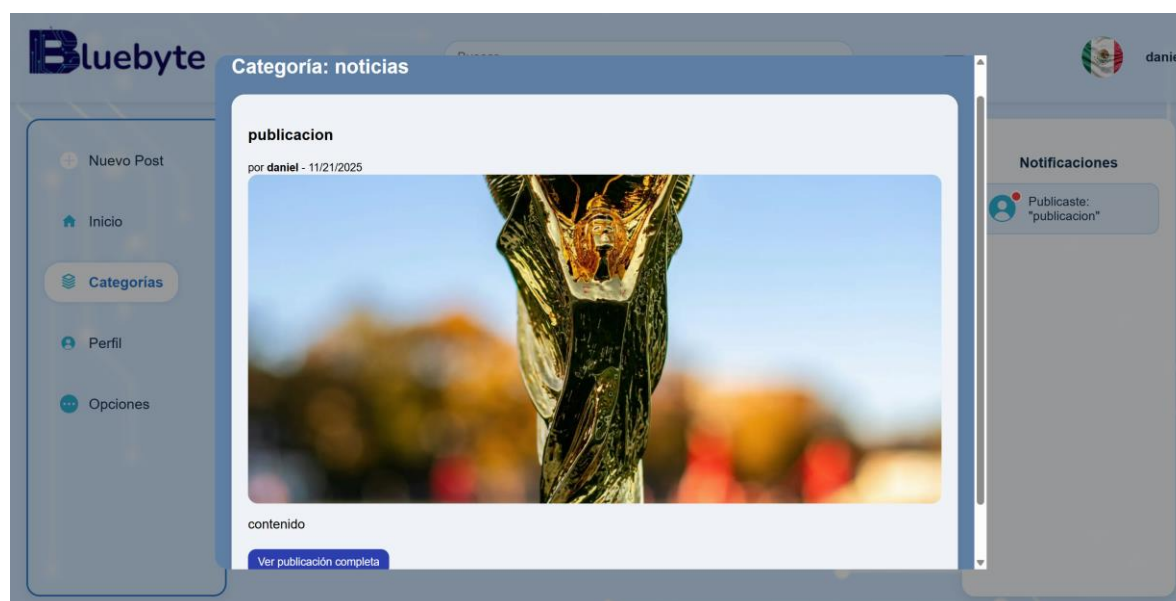 Bluebyte
Categoría: noticias
publicacion
por daniel - 11/21/2025
contenido
Ver publicación completa
Nuevo Post
Inicio
Categorías
Perfil
Opciones
Notificaciones
Publicaste:
"publicacion"